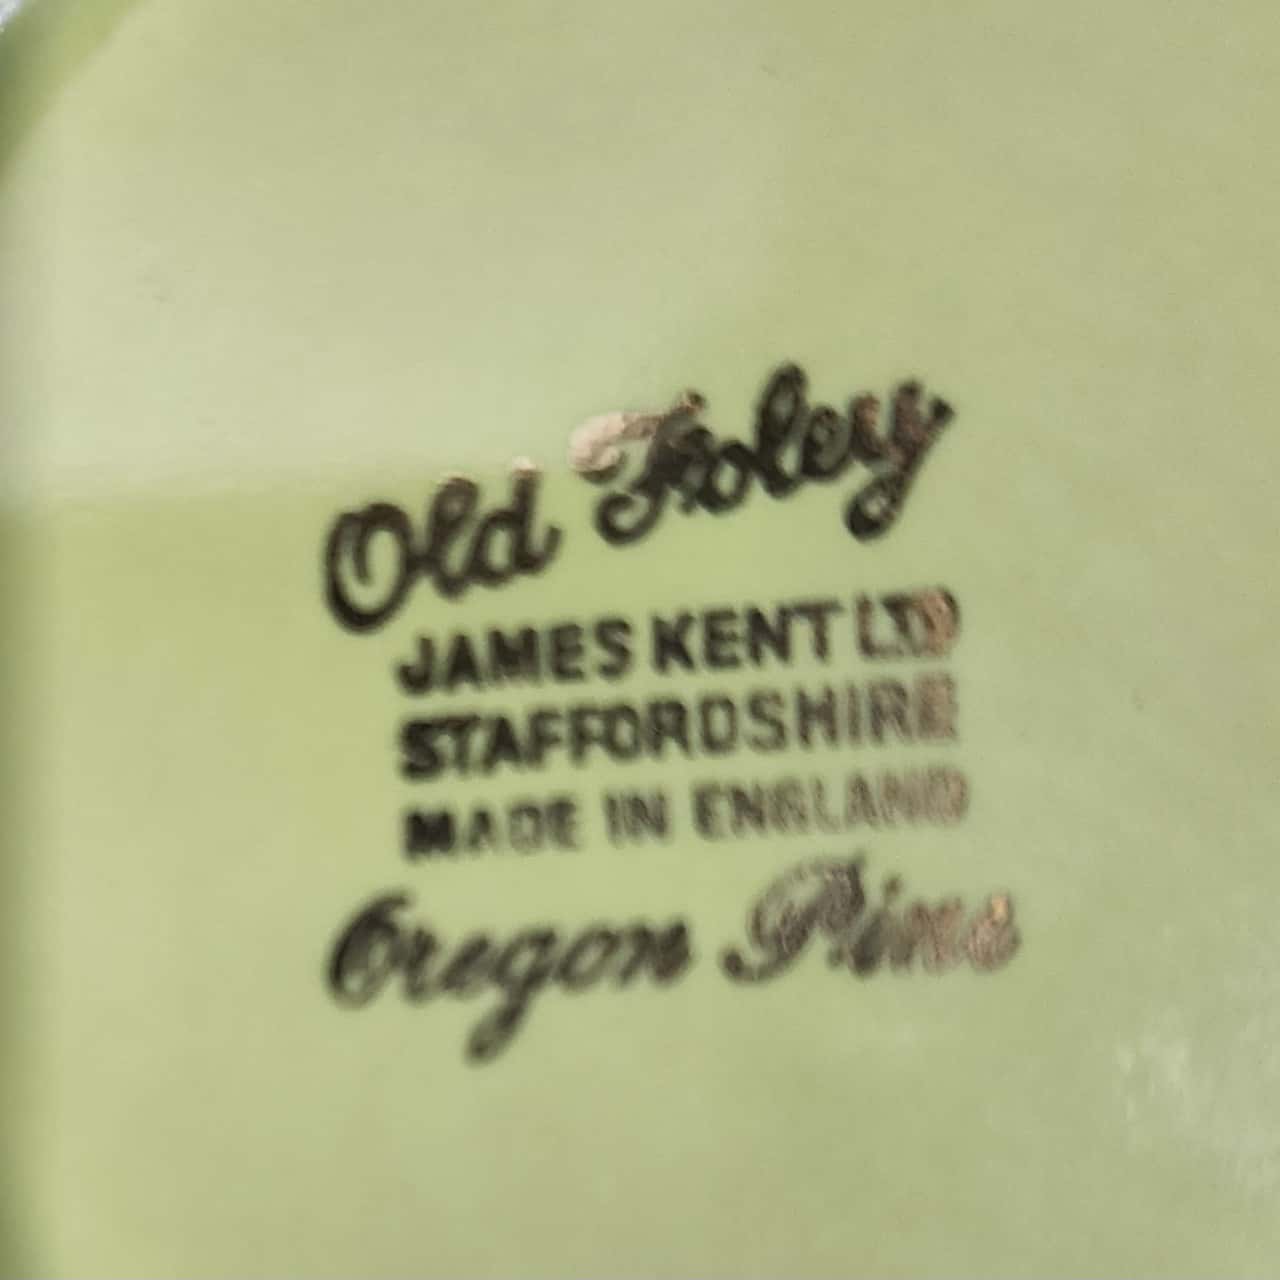 Old Foley
JAMES KENT LTD
STAFFORDSHIRE
MADE IN ENGLAND
Oregon Pine